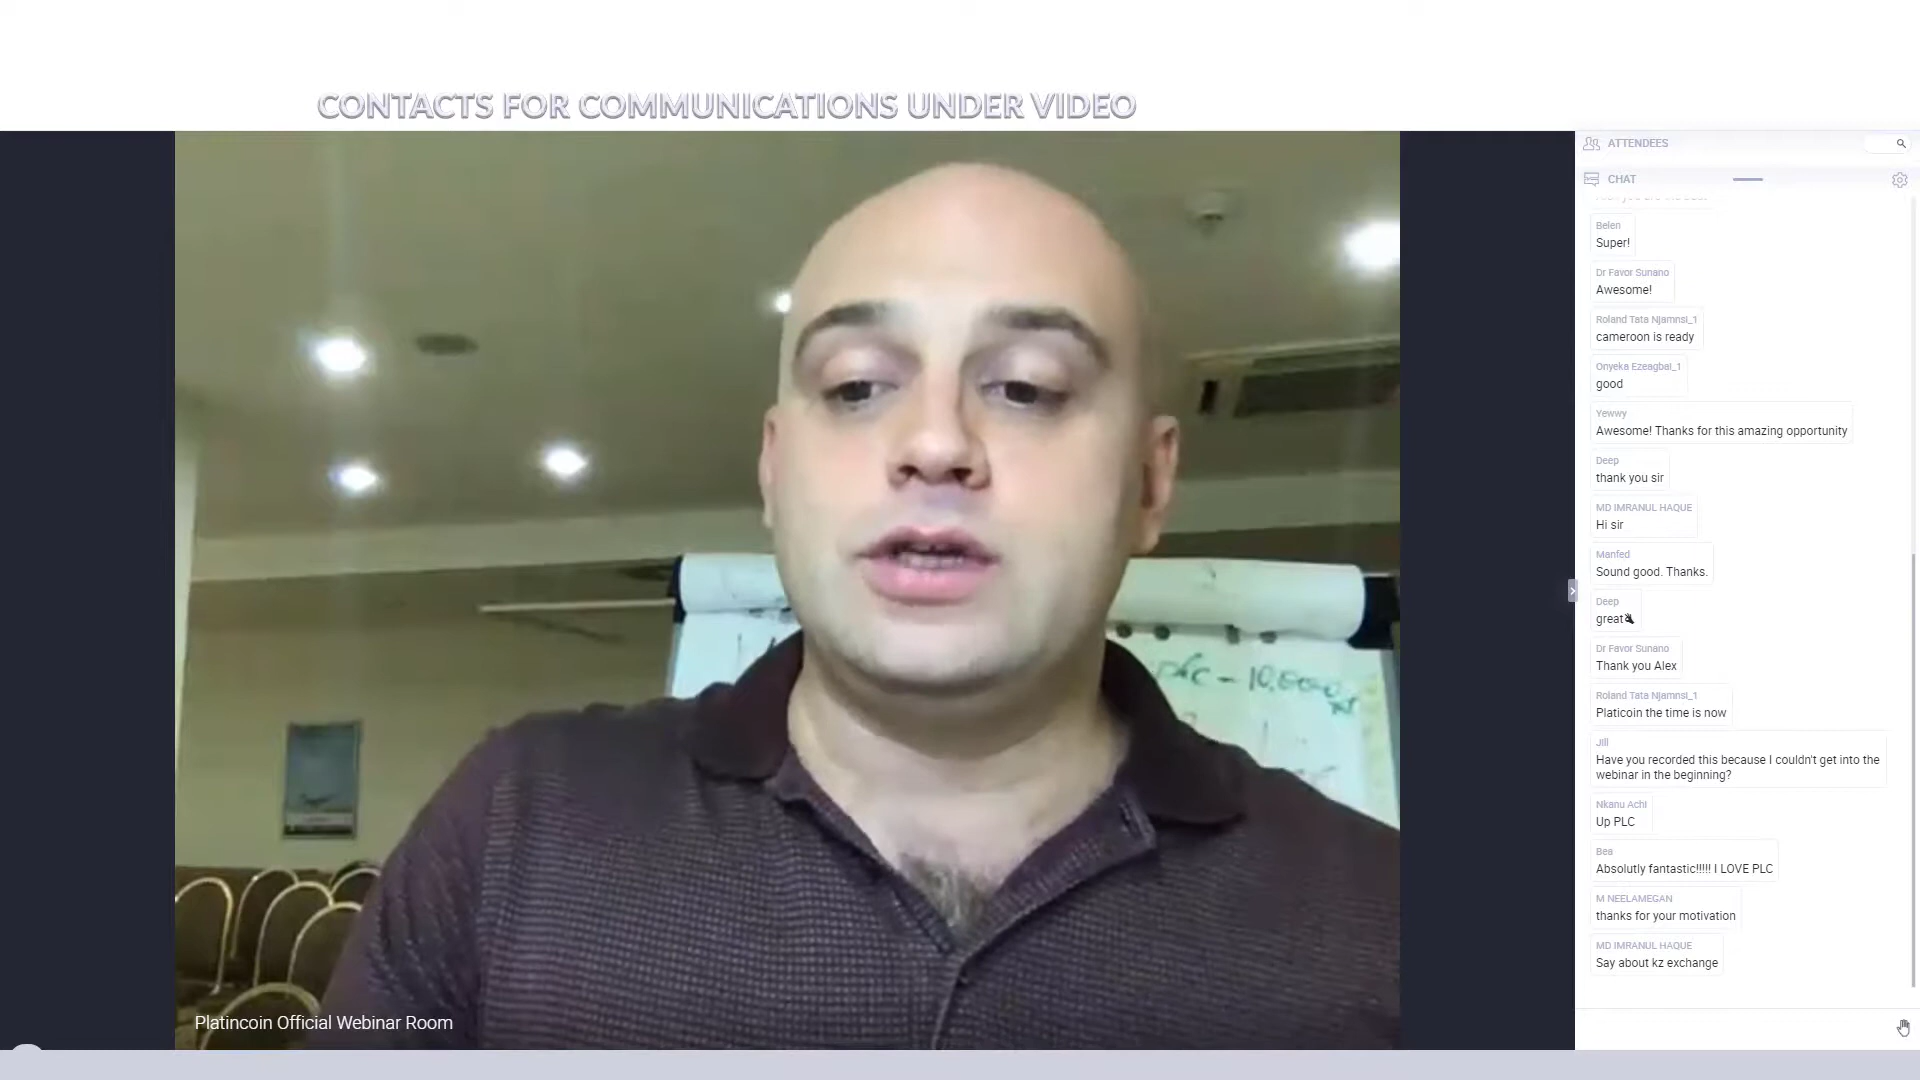 CONTACTS FOR COMMUNICATIONS UNDER VIDEO
PLC - 10,000
Platincoin Official Webinar Room
ATTENDEES
CHAT
Belen
Super!
Dr Favor Sunano
Awesome!
Roland Tata Njamnsi_1
cameroon is ready
Onyeka Ezeagbai_1
good
Yewwy
Awesome! Thanks for this amazing opportunity
Deep
thank you sir
MD IMRANUL HAQUE
Hi sir
Manfed
Sound good. Thanks.
Deep
great
Dr Favor Sunano
Thank you Alex
Roland Tata Njamnsi_1
Platicoin the time is now
Jill
Have you recorded this because I couldn't get into the
webinar in the beginning?
Nkanu Achi
Up PLC
Bea
Absolutly fantastic!!!!! I LOVE PLC
M NEELAMEGAN
thanks for your motivation
MD IMRANUL HAQUE
Say about kz exchange